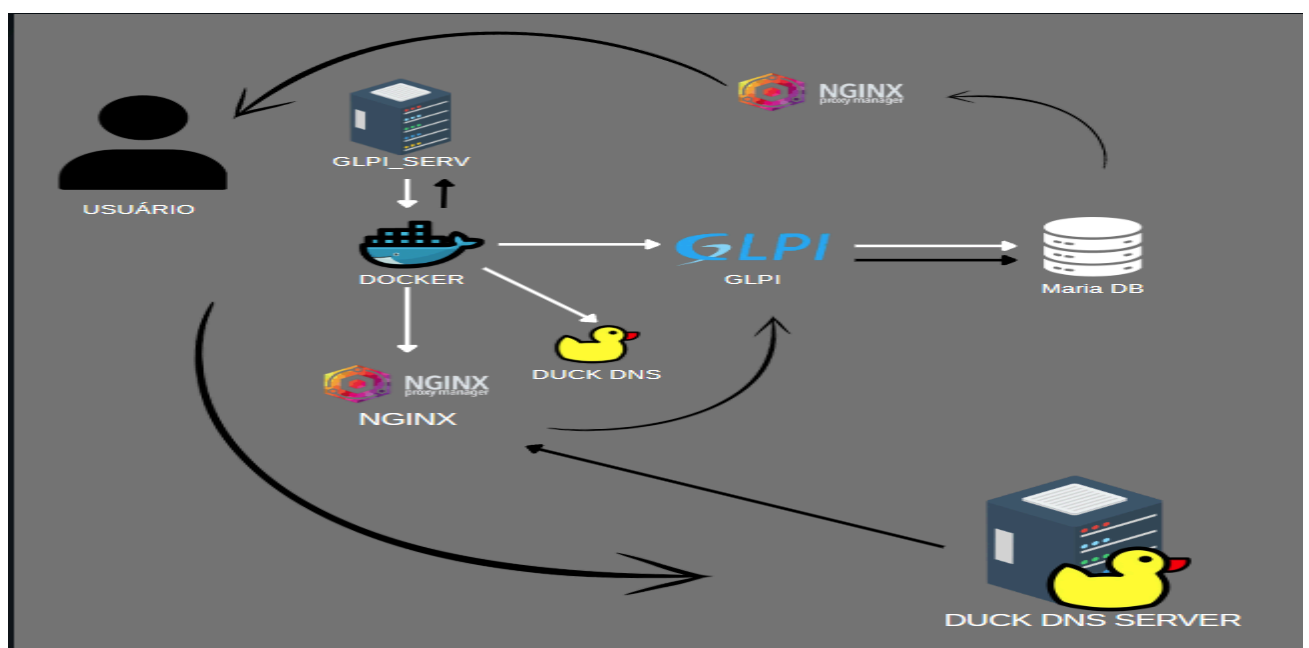 NGINX
proxy manager
GLPI_SERV
USUÁRIO
GLPI
DOCKER
GLPI
Maria DB
DUCK DNS
NGINX
proxy manager
NGINX
DUCK DNS SERVER